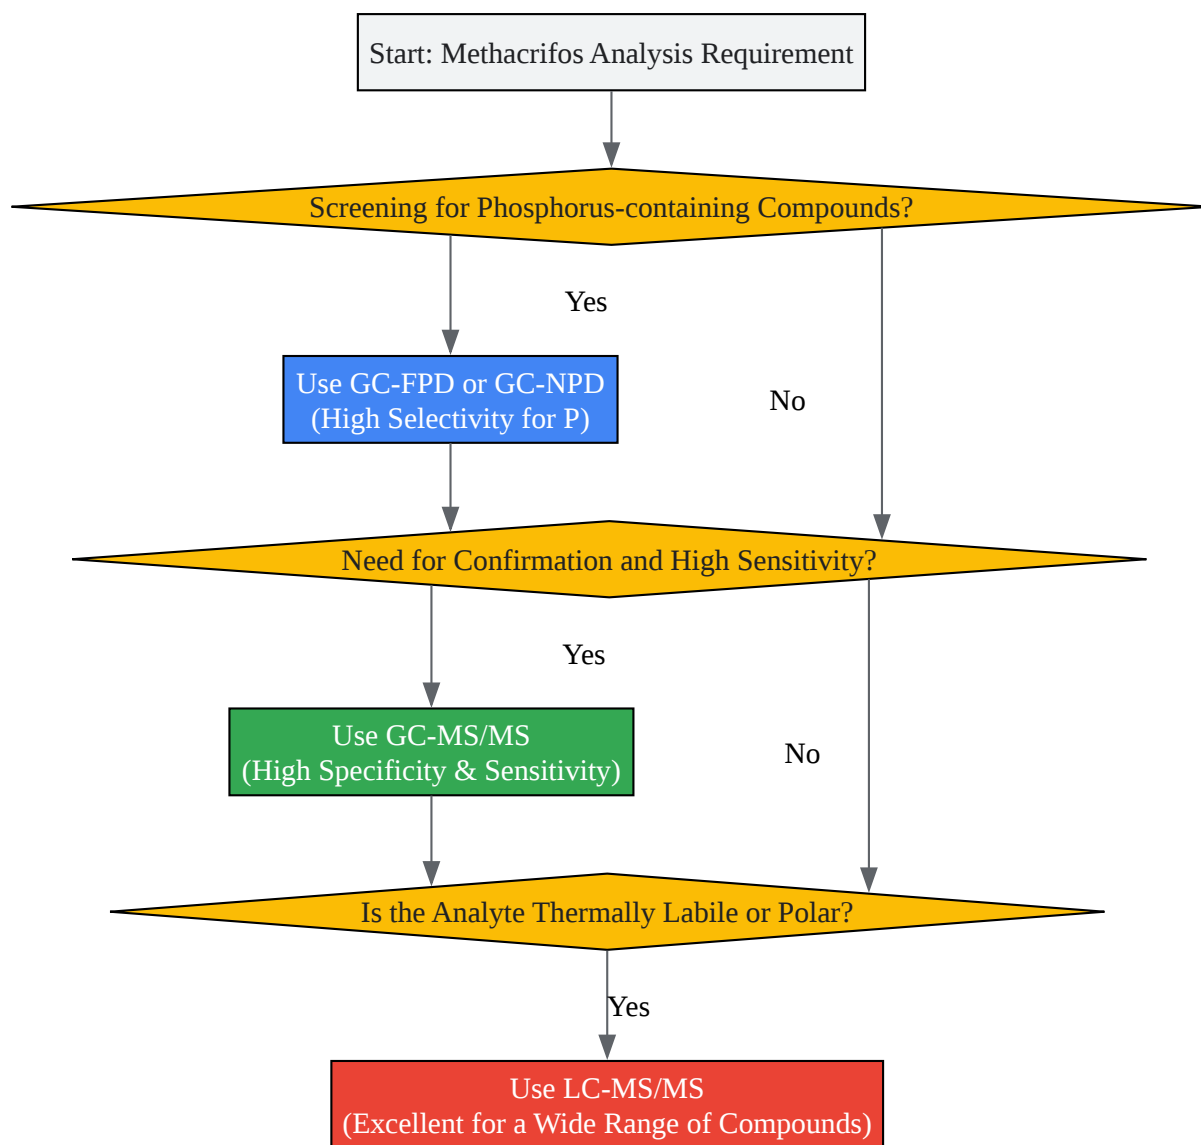 Start: Methacrifos Analysis Requirement
Screening for Phosphorus-containing Compounds?
Yes
Use GC-FPD or GC-NPD
(High Selectivity for P)
No
Need for Confirmation and High Sensitivity?
Yes
Use GC-MS/MS
(High Specificity & Sensitivity)
No
Is the Analyte Thermally Labile or Polar?
Yes
Use LC-MS/MS
(Excellent for a Wide Range of Compounds)